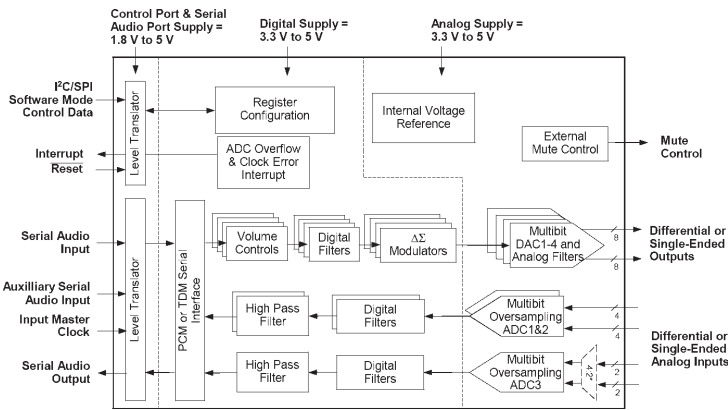 Control Port & Serial
Audio Port Supply =
1.8 V to 5 V
Digital Supply =
3.3 V to 5 V
Analog Supply =
3.3 V to 5 V
I²C/SPI
Software Mode
Control Data
Interrupt
Reset
Level Translator
Register
Configuration
ADC Overflow
& Clock Error
Interrupt
Internal Voltage
Reference
External
Mute Control
Mute
Control
Serial Audio
Input
Auxilliary Serial
Audio Input
Input Master
Clock
Serial Audio
Output
Level Translator
PCM or TDM Serial
Interface
Volume
Controls
Digital
Filters
ΔΣ
Modulators
Multibit
DAC1-4 and
Analog Filters
8
8
Differential or
Single-Ended
Outputs
High Pass
Filter
Digital
Filters
Multibit
Oversampling
ADC1&2
4
4
High Pass
Filter
Digital
Filters
Multibit
Oversampling
ADC3
4:2*
2
2
Differential or
Single-Ended
Analog Inputs